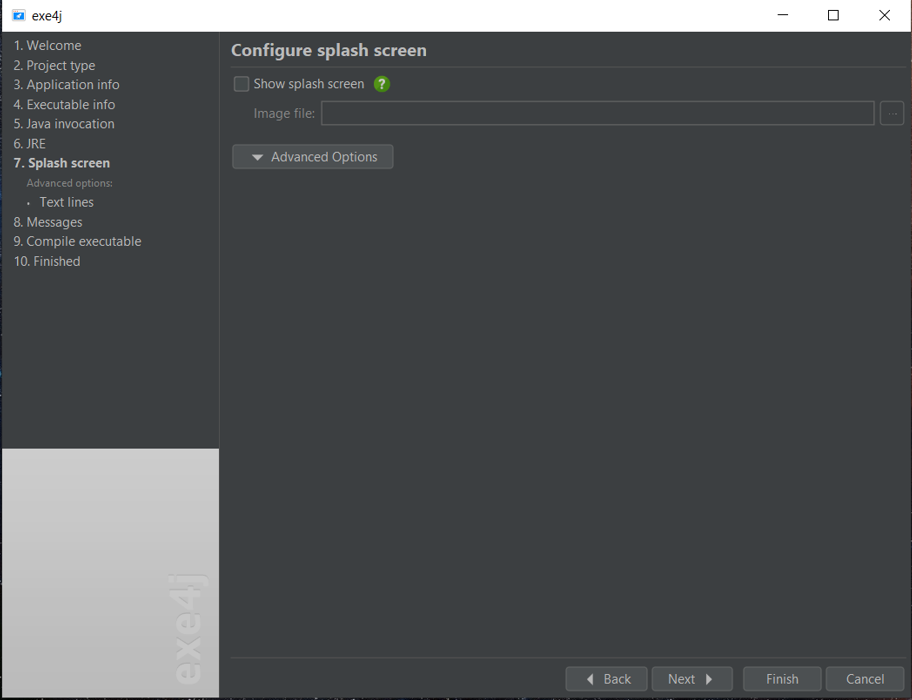 exe4j
1. Welcome
2. Project type
3. Application info
4. Executable info
5. Java invocation
6. JRE
7. Splash screen
Advanced options:
• Text lines
8. Messages
9. Compile executable
10. Finished
exe4j
Configure splash screen
Show splash screen ?
Image file: ...
Advanced Options
Back Next Finish Cancel